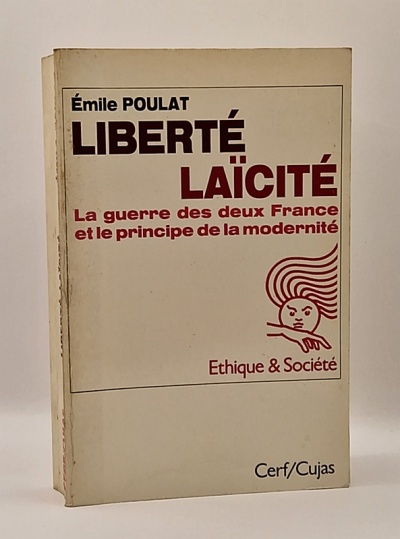 Émile POULAT
LIBERTÉ
LAÏCITÉ
La guerre des deux France
et le principe de la modernité
Ethique & Société
Cerf/Cujas